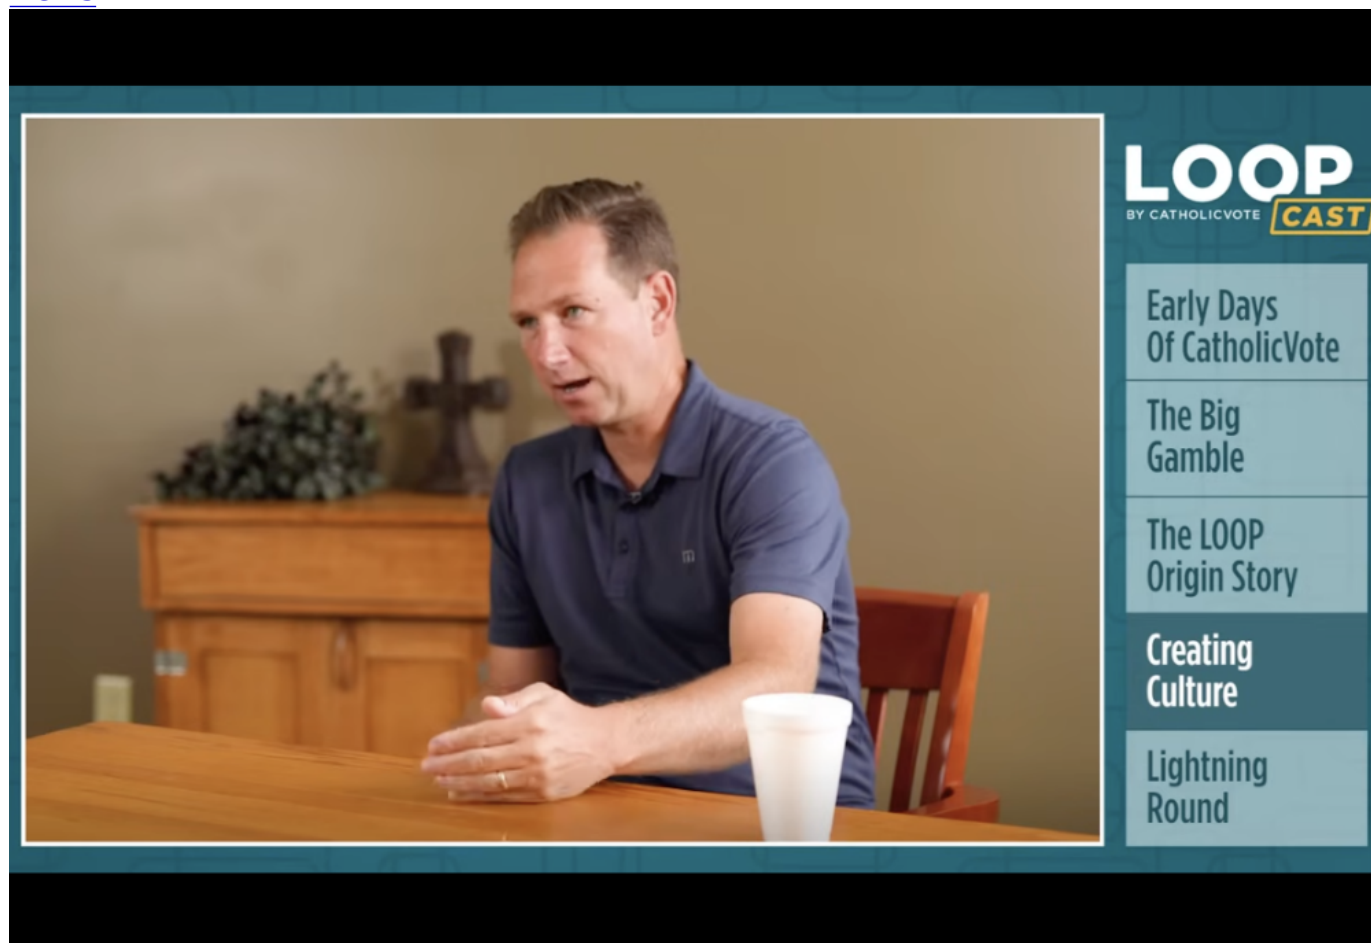 LOOP
BY CATHOLICVOTE CAST
Early Days
Of CatholicVote
The Big
Gamble
The LOOP
Origin Story
Creating
Culture
Lightning
Round